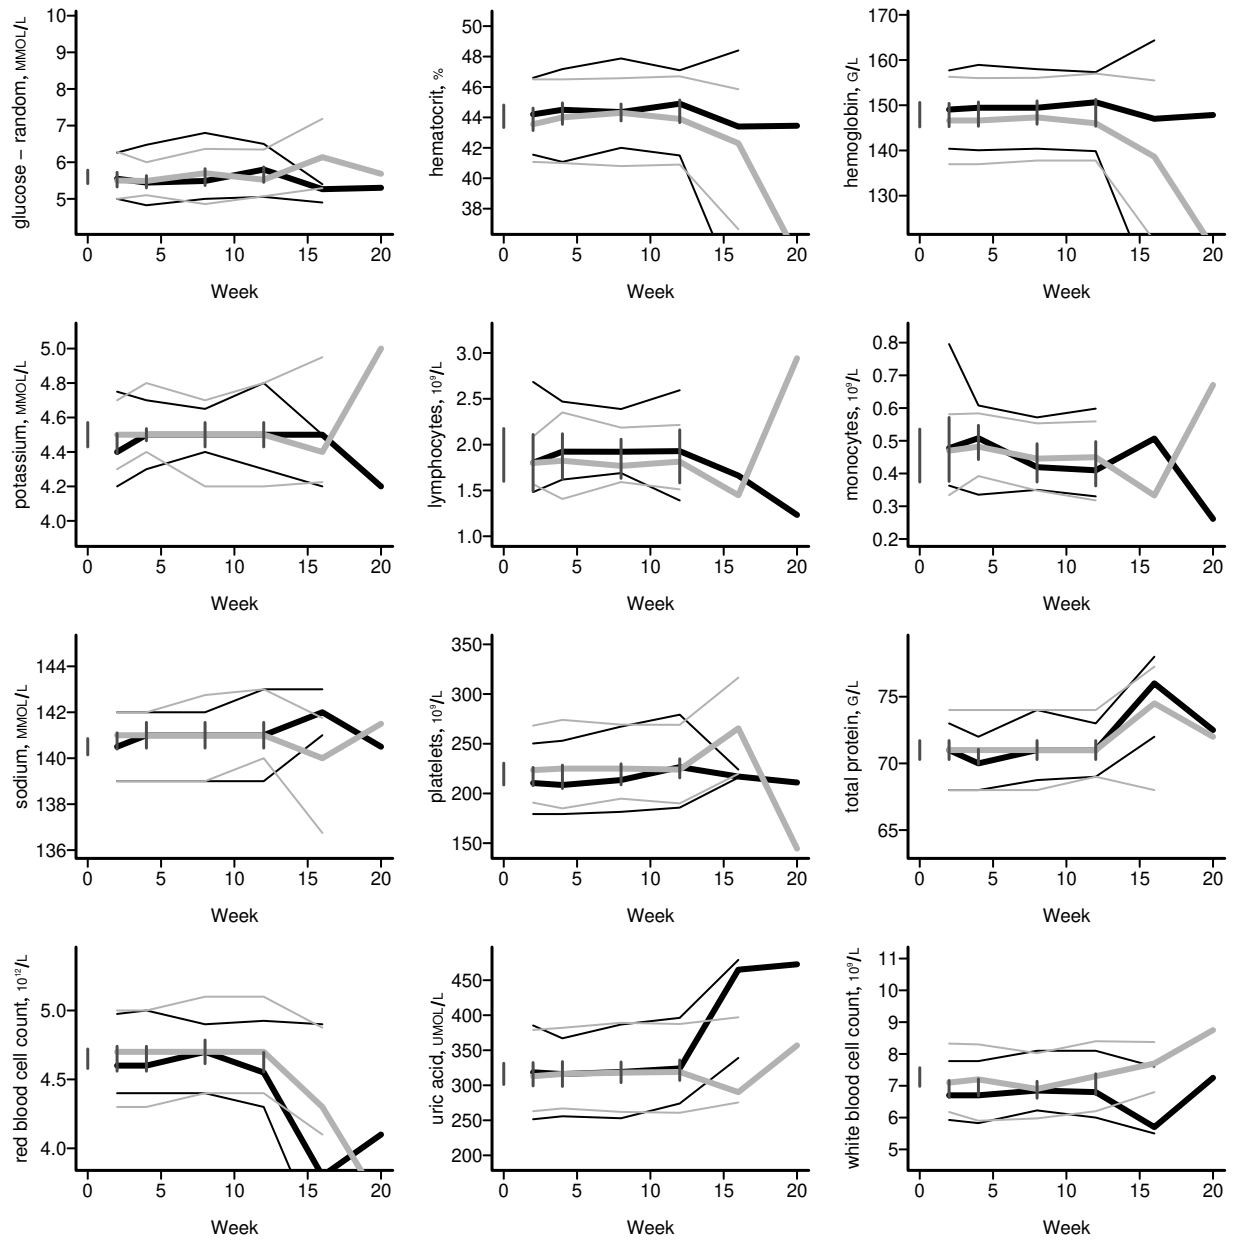 glucose − random, MMOL/L
10
9
8
7
6
5
0 5 10 15 20
Week
hematocrit, %
50
48
46
44
42
40
38
0 5 10 15 20
Week
hemoglobin, G/L
170
160
150
140
130
0 5 10 15 20
Week
potassium, MMOL/L
5.0
4.8
4.6
4.4
4.2
4.0
0 5 10 15 20
Week
lymphocytes, 10⁹/L
3.0
2.5
2.0
1.5
1.0
0 5 10 15 20
Week
monocytes, 10⁹/L
0.8
0.7
0.6
0.5
0.4
0.3
0.2
0 5 10 15 20
Week
sodium, MMOL/L
144
142
140
138
136
0 5 10 15 20
Week
platelets, 10⁹/L
350
300
250
200
150
0 5 10 15 20
Week
total protein, G/L
75
70
65
0 5 10 15 20
Week
red blood cell count, 10¹²/L
5.0
4.5
4.0
0 5 10 15 20
Week
uric acid, UMOL/L
450
400
350
300
250
200
0 5 10 15 20
Week
white blood cell count, 10⁹/L
11
10
9
8
7
6
5
0 5 10 15 20
Week